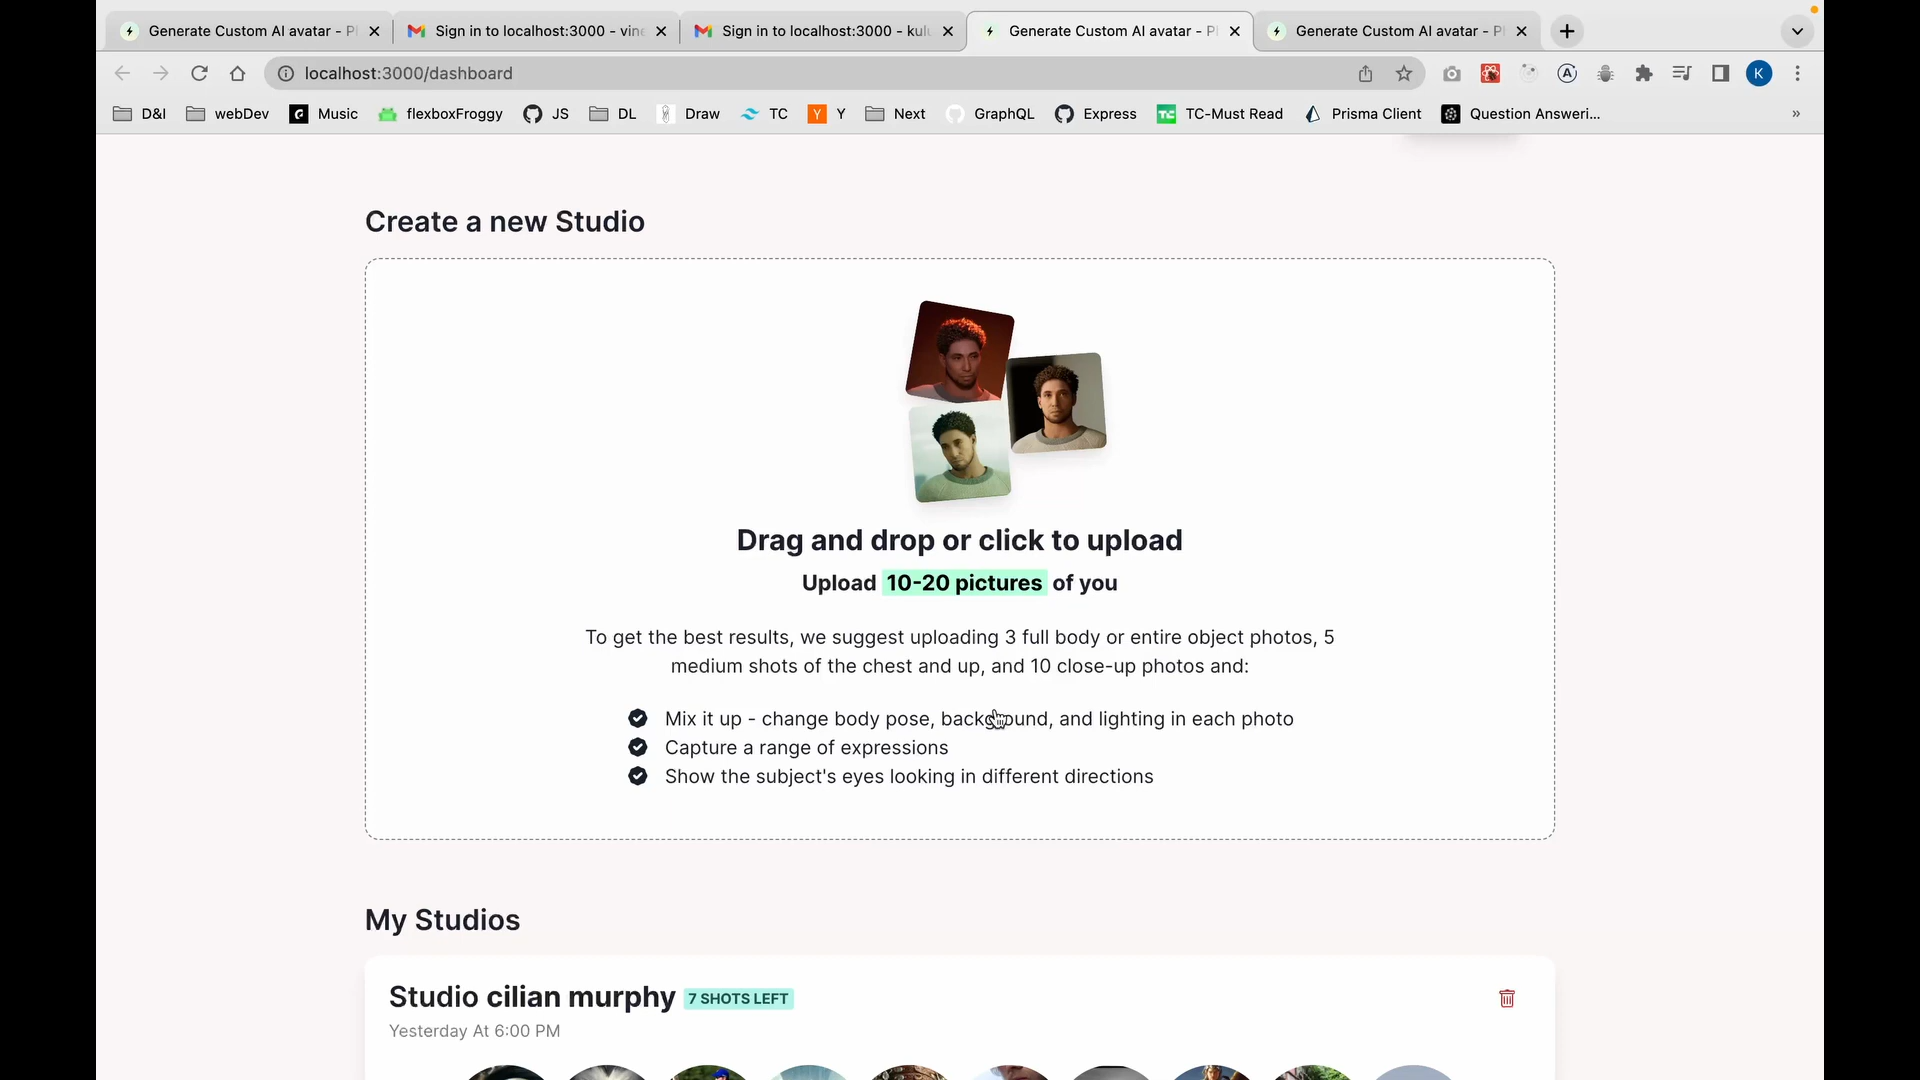 Generate Custom AI avatar - P
Sign in to localhost:3000 - vine
Sign in to localhost:3000 - kulu
Generate Custom AI avatar - P
Generate Custom AI avatar - P
localhost:3000/dashboard
K
D&I
webDev
Music
flexboxFroggy
JS
DL
Draw
TC
Y
Next
GraphQL
Express
TC-Must Read
Prisma Client
Question Answeri...
Create a new Studio
Drag and drop or click to upload
Upload 10-20 pictures of you
To get the best results, we suggest uploading 3 full body or entire object photos, 5
medium shots of the chest and up, and 10 close-up photos and:
Mix it up - change body pose, background, and lighting in each photo
Capture a range of expressions
Show the subject's eyes looking in different directions
My Studios
Studio cilian murphy 7 SHOTS LEFT
Yesterday At 6:00 PM